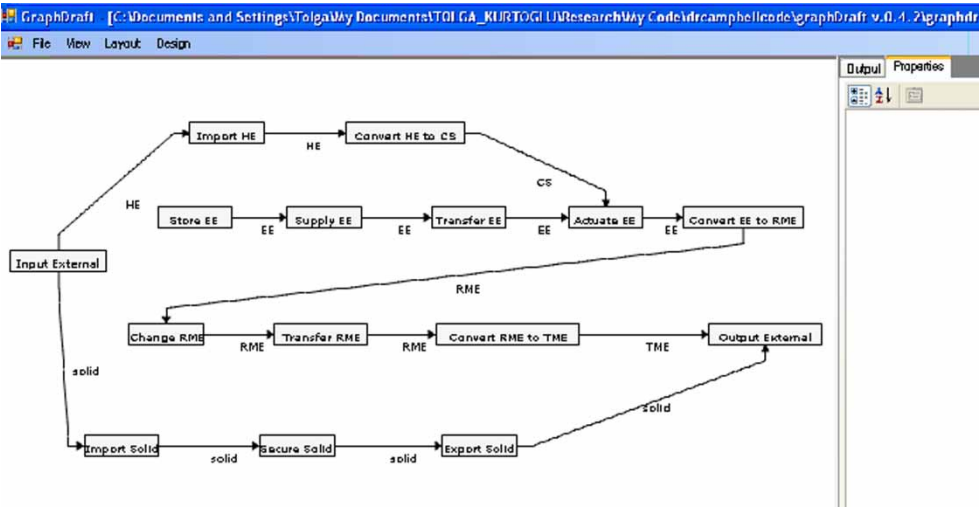 GraphDraft - [C:\Documents and Settings\Tolga\My Documents\TOLGA_KURTOGLU\Research\My Code\drcampbellcode\graphDraft v.0.4.2\graphdr
File View Layout Design
Output Properties
Import HE
HE
Convert HE to CS
CS
HE
Store EE
EE
Supply EE
EE
Transfer EE
EE
Actuate EE
EE
Convert EE to RME
Input External
RME
Change RME
RME
Transfer RME
RME
Convert RME to TME
TME
Output External
solid
solid
Import Solid
solid
Secure Solid
solid
Export Solid